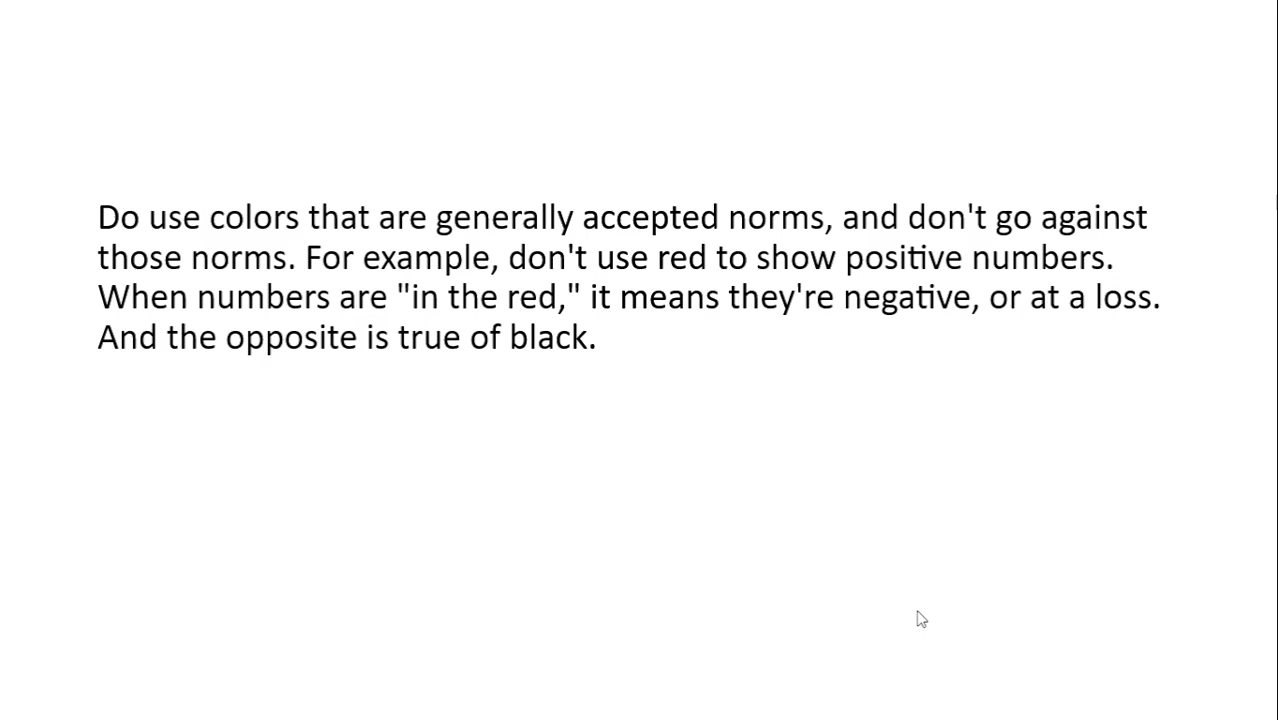 Do use colors that are generally accepted norms, and don't go against
those norms. For example, don't use red to show positive numbers.
When numbers are "in the red," it means they're negative, or at a loss.
And the opposite is true of black.